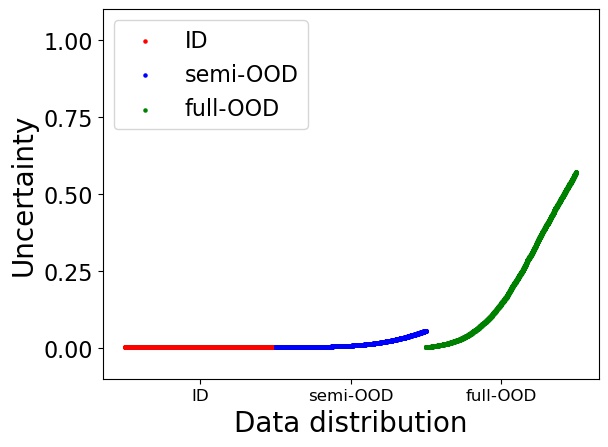 1.00
0.75
0.50
0.25
0.00
Uncertainty
ID
semi-OOD
full-OOD
ID
semi-OOD
full-OOD
Data distribution